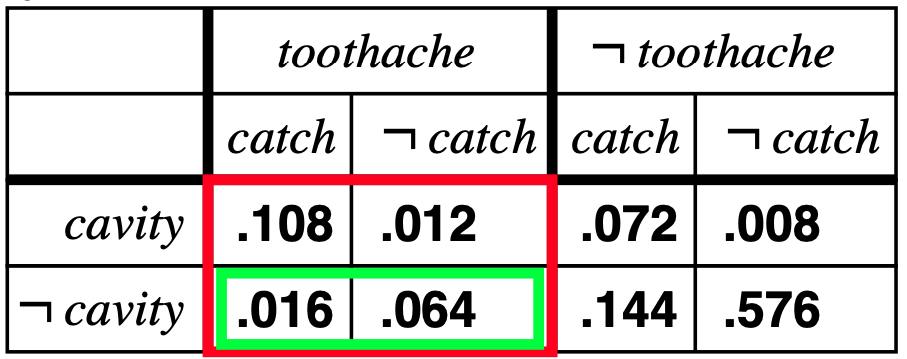 toothache ¬ toothache
catch ¬ catch catch ¬ catch
cavity .108 .012 .072 .008
¬ cavity .016 .064 .144 .576